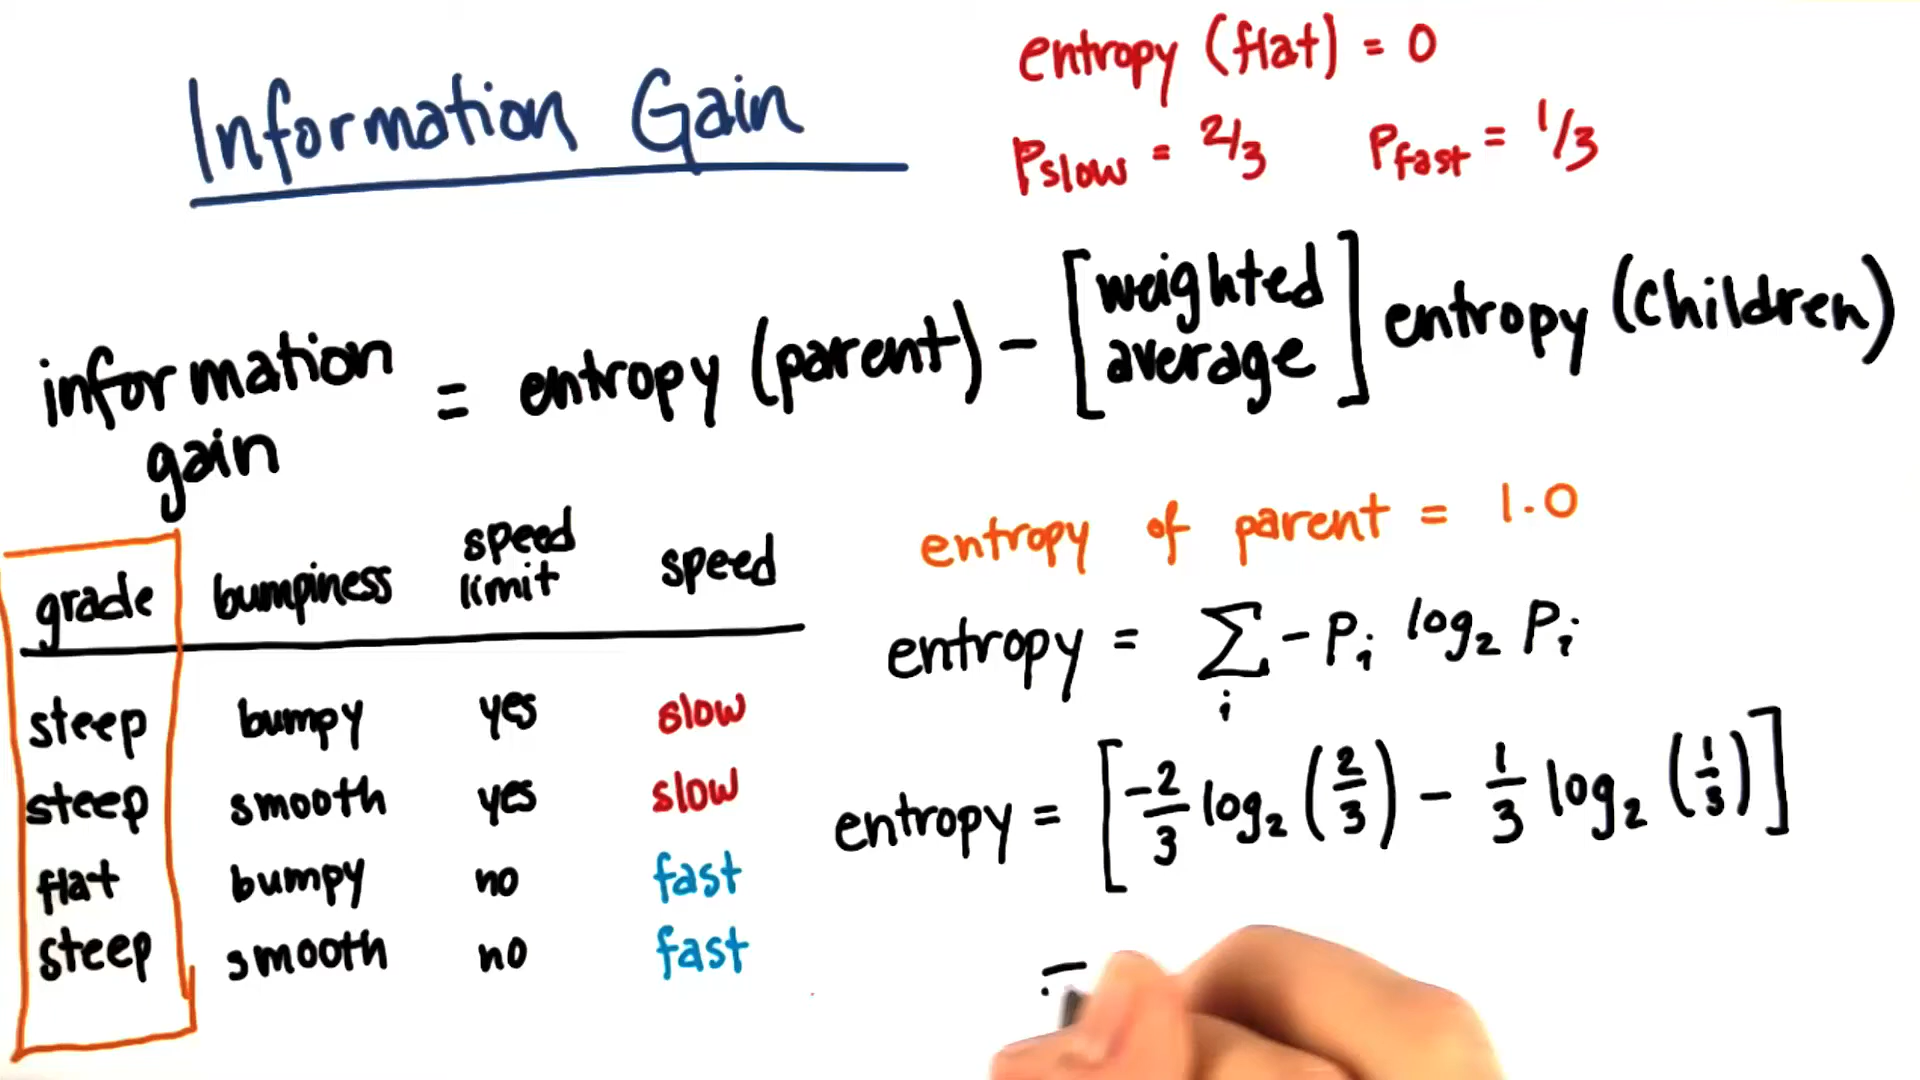 Information Gain
entropy (flat) = 0
Pslow = 2/3 Pfast = 1/3
information gain = entropy (parent) - [weighted average] entropy (children)
entropy of parent = 1.0
grade bumpiness speed limit speed
steep bumpy yes slow
steep smooth yes slow
flat bumpy no fast
steep smooth no fast
entropy = Σi -Pi log2 Pi
entropy = [-2/3 log2 (2/3) - 1/3 log2 (1/3)]